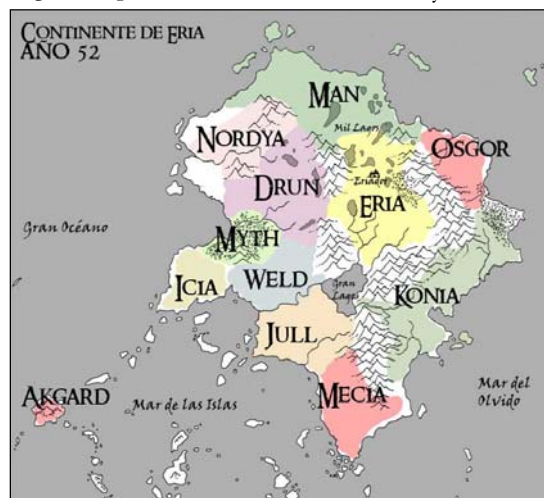 CONTINENTE DE ERIA
AÑO 52
MAN
Mil Lagos
NORDYA
OSGOR
DRUN
Eriador
ERIA
Gran Océano
MYTH
ICIA
WELD
Gran Lago
KONIA
JULL
AKGARD
Mar de las Islas
MECIA
Mar del Olvido